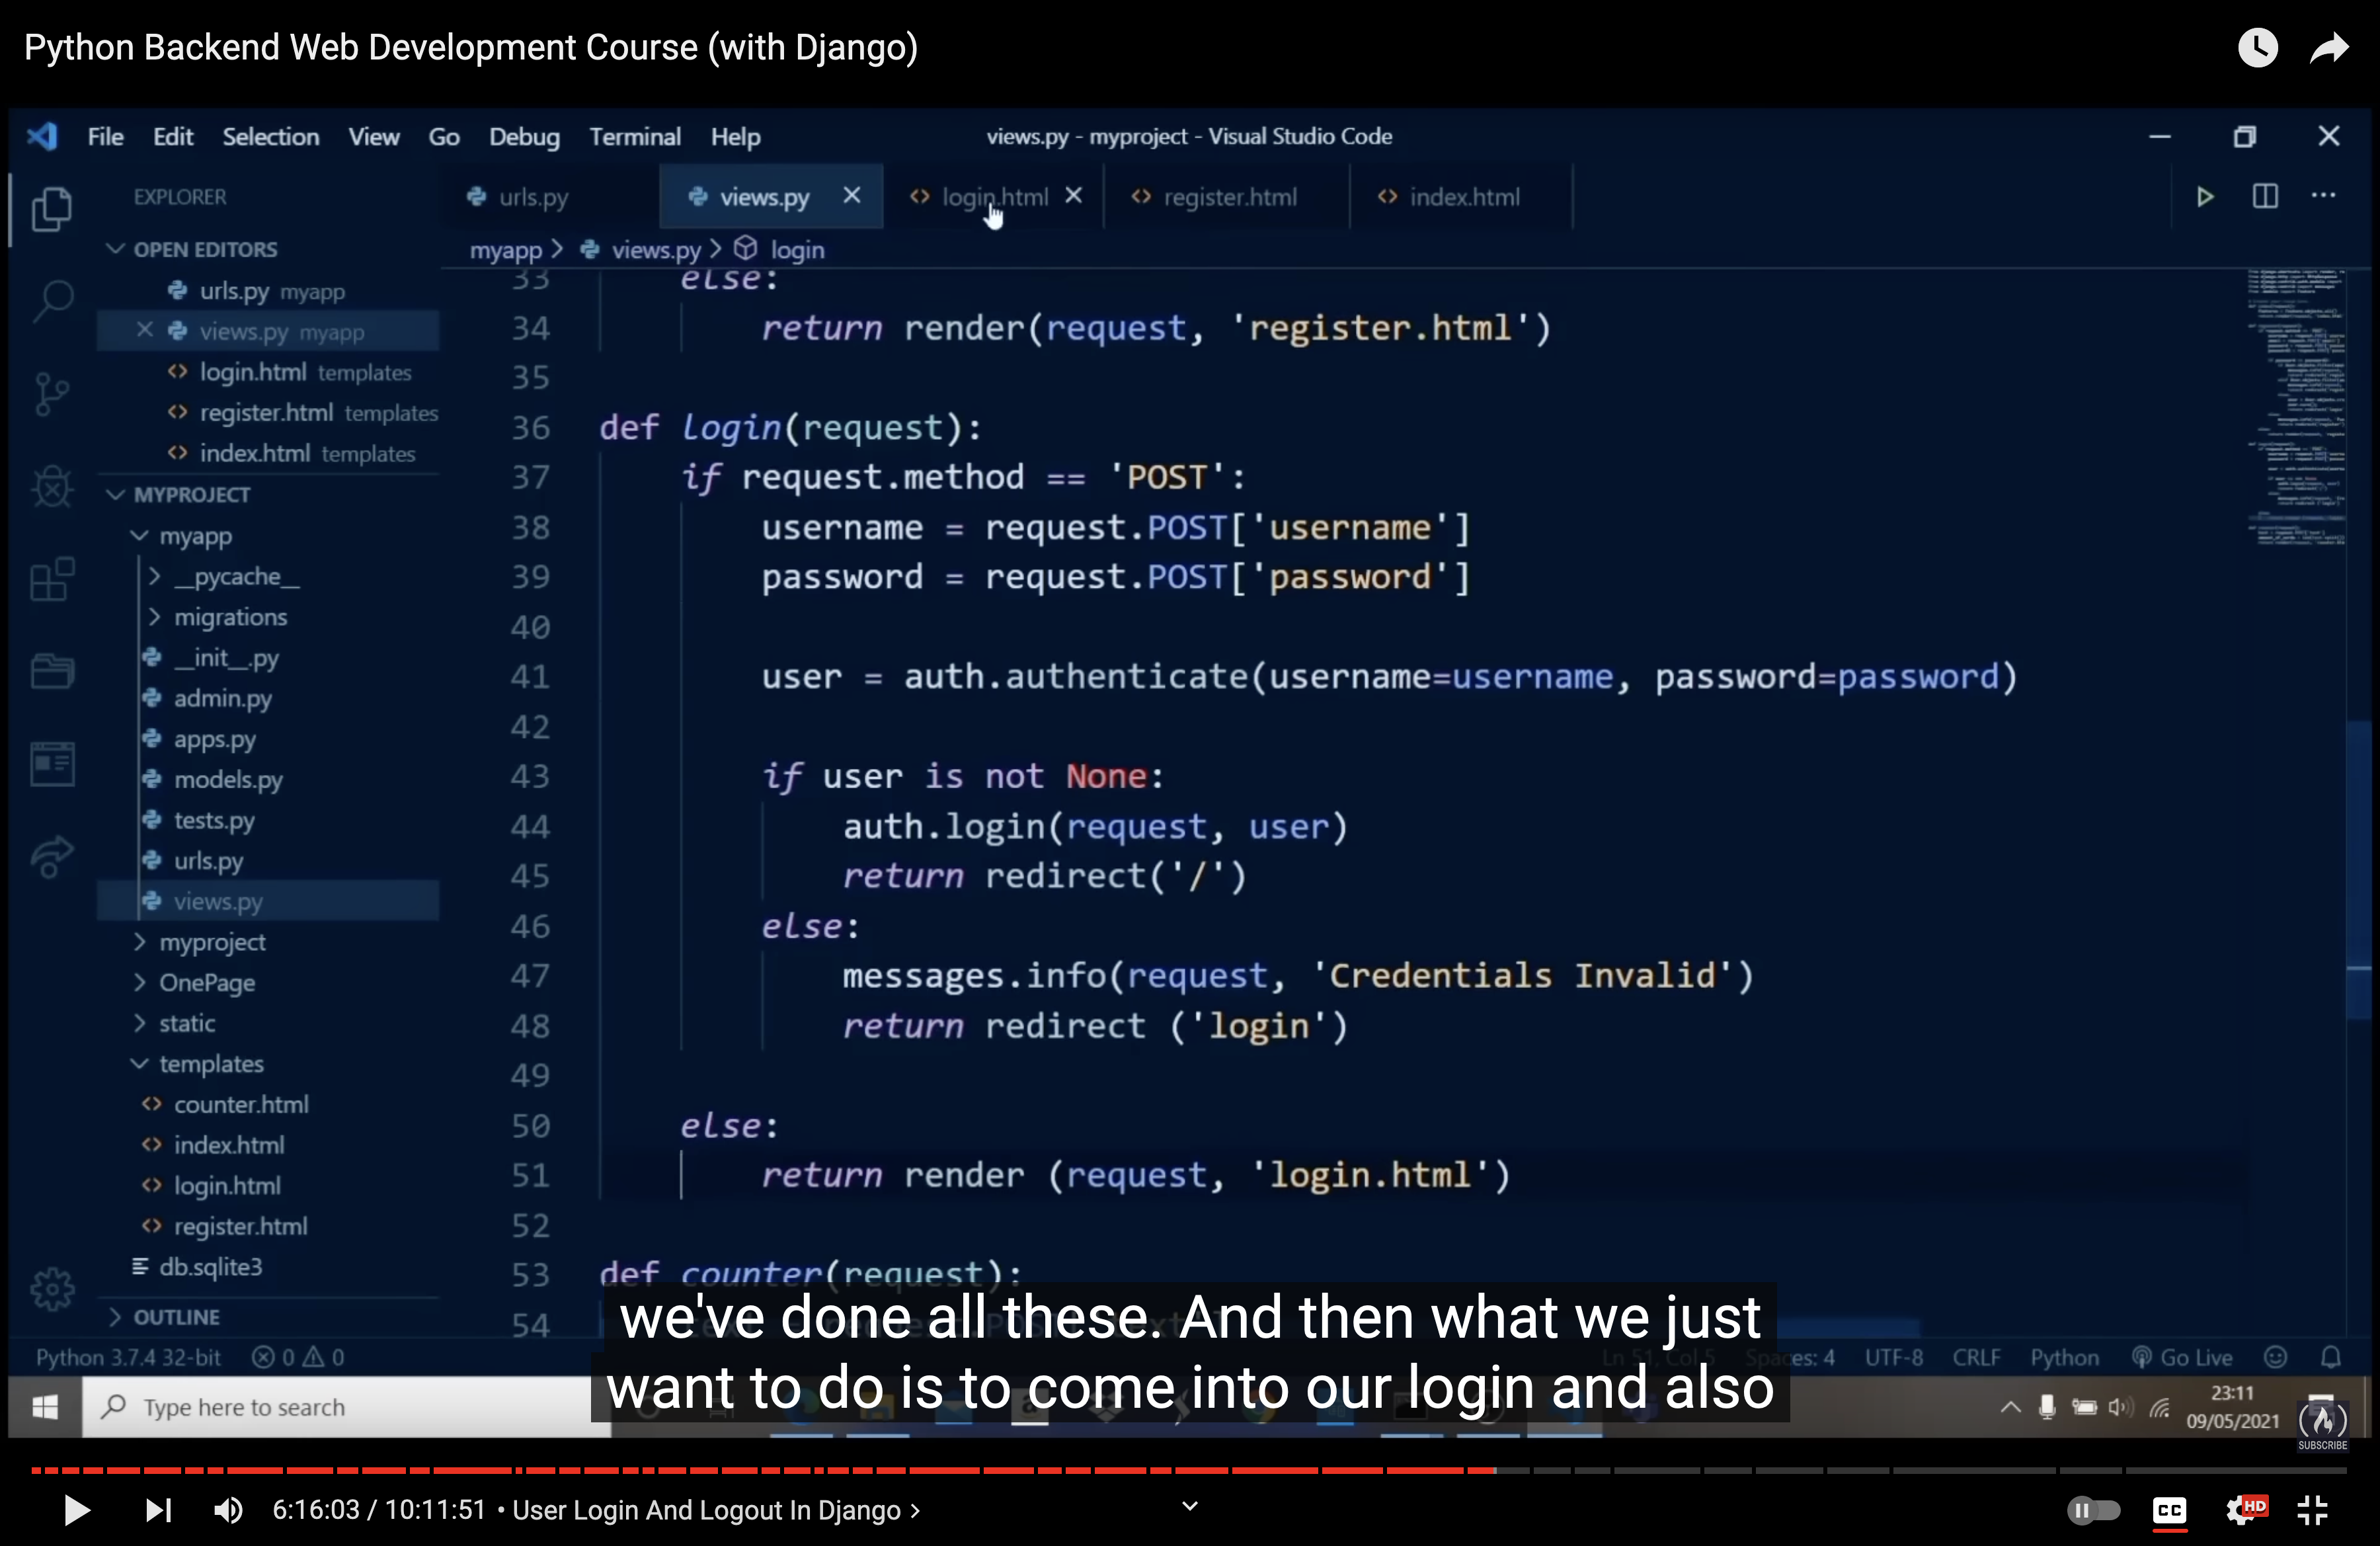 Python Backend Web Development Course (with Django)
File Edit Selection View Go Debug Terminal Help
views.py - myproject - Visual Studio Code
EXPLORER
OPEN EDITORS
urls.py myapp
views.py myapp
login.html templates
register.html templates
index.html templates
MYPROJECT
myapp
__pycache__
migrations
__init__.py
admin.py
apps.py
models.py
tests.py
urls.py
views.py
myproject
OnePage
static
templates
counter.html
index.html
login.html
register.html
db.sqlite3
OUTLINE
urls.py views.py login.html register.html index.html
myapp > views.py > login
33 else:
34 return render(request, 'register.html')
35
36 def login(request):
37 if request.method == 'POST':
38 username = request.POST['username']
39 password = request.POST['password']
40
41 user = auth.authenticate(username=username, password=password)
42
43 if user is not None:
44 auth.login(request, user)
45 return redirect('/')
46 else:
47 messages.info(request, 'Credentials Invalid')
48 return redirect ('login')
49
50 else:
51 return render (request, 'login.html')
52
53 def counter(request):
54
we've done all these. And then what we just
want to do is to come into our login and also
Python 3.7.4 32-bit 0 0 Ln 51, Col 5 Spaces: 4 UTF-8 CRLF Python Go Live
Type here to search
23:11
09/05/2021
SUBSCRIBE
6:16:03 / 10:11:51 • User Login And Logout In Django >
CC
HD